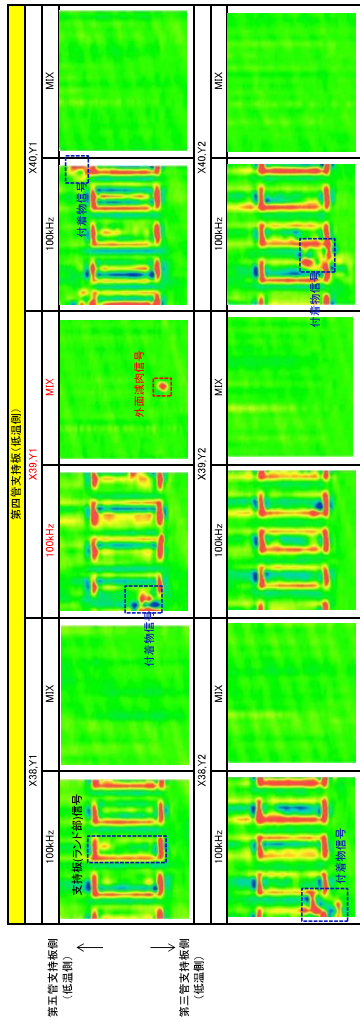 第四管支持板(低温側)
X38,Y1
X39,Y1
X40,Y1
100kHz
MIX
100kHz
MIX
100kHz
MIX
支持板(ランド部)信号
付着物信号
外面減肉信号
付着物信号
第五管支持板側
(低温側)
第三管支持板側
(低温側)
X38,Y2
X39,Y2
X40,Y2
100kHz
MIX
100kHz
MIX
100kHz
MIX
付着物信号
付着物信号